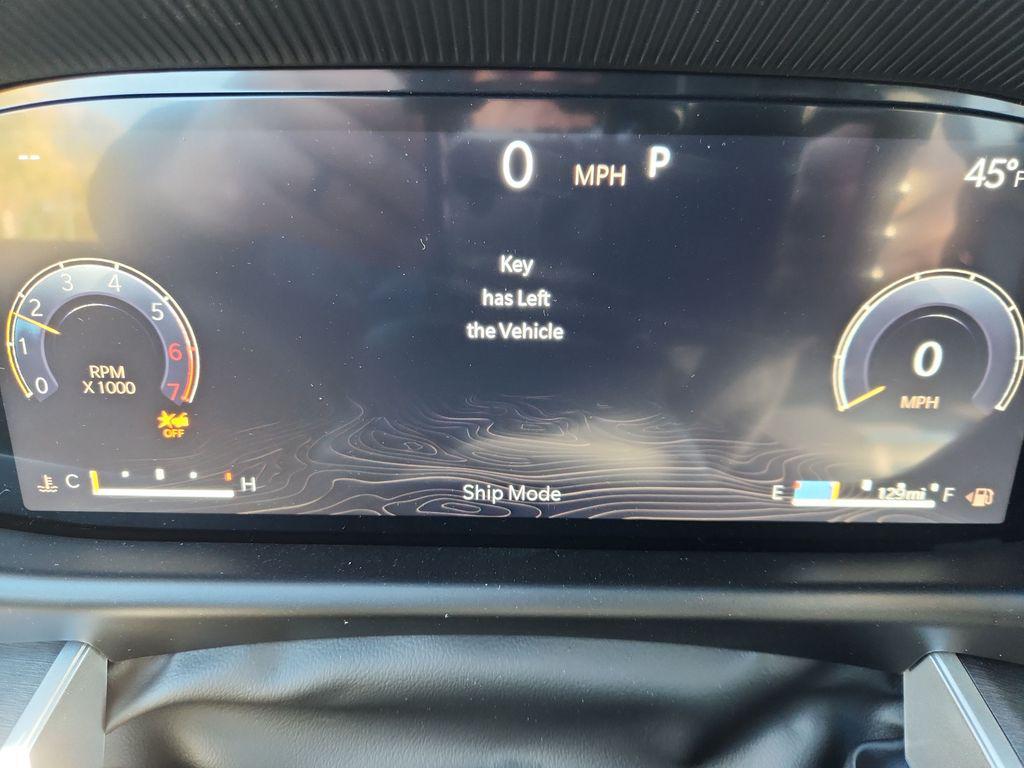 --
0 MPH P
45°F
Key
has Left
the Vehicle
0 1 2 3 4 5 6 7
RPM
X 1000
OFF
0
MPH
C H
Ship Mode
E 129mi F